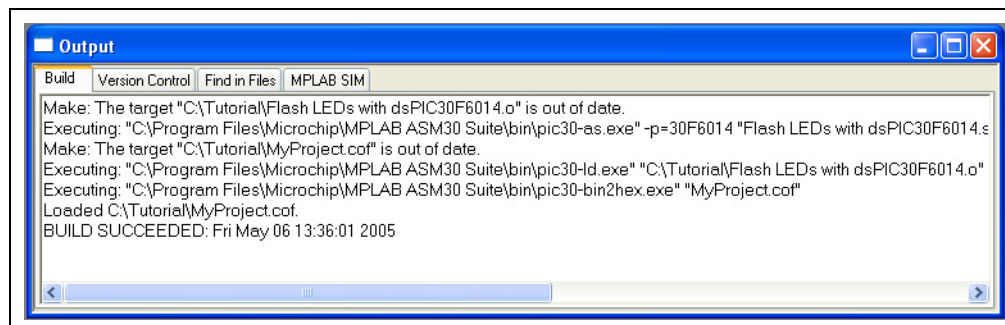 Output
Build Version Control Find in Files MPLAB SIM
Make: The target "C:\Tutorial\Flash LEDs with dsPIC30F6014.o" is out of date.
Executing: "C:\Program Files\Microchip\MPLAB ASM30 Suite\bin\pic30-as.exe" -p=30F6014 "Flash LEDs with dsPIC30F6014.s
Make: The target "C:\Tutorial\MyProject.cof" is out of date.
Executing: "C:\Program Files\Microchip\MPLAB ASM30 Suite\bin\pic30-ld.exe" "C:\Tutorial\Flash LEDs with dsPIC30F6014.o"
Executing: "C:\Program Files\Microchip\MPLAB ASM30 Suite\bin\pic30-bin2hex.exe" "MyProject.cof"
Loaded C:\Tutorial\MyProject.cof.
BUILD SUCCEEDED: Fri May 06 13:36:01 2005